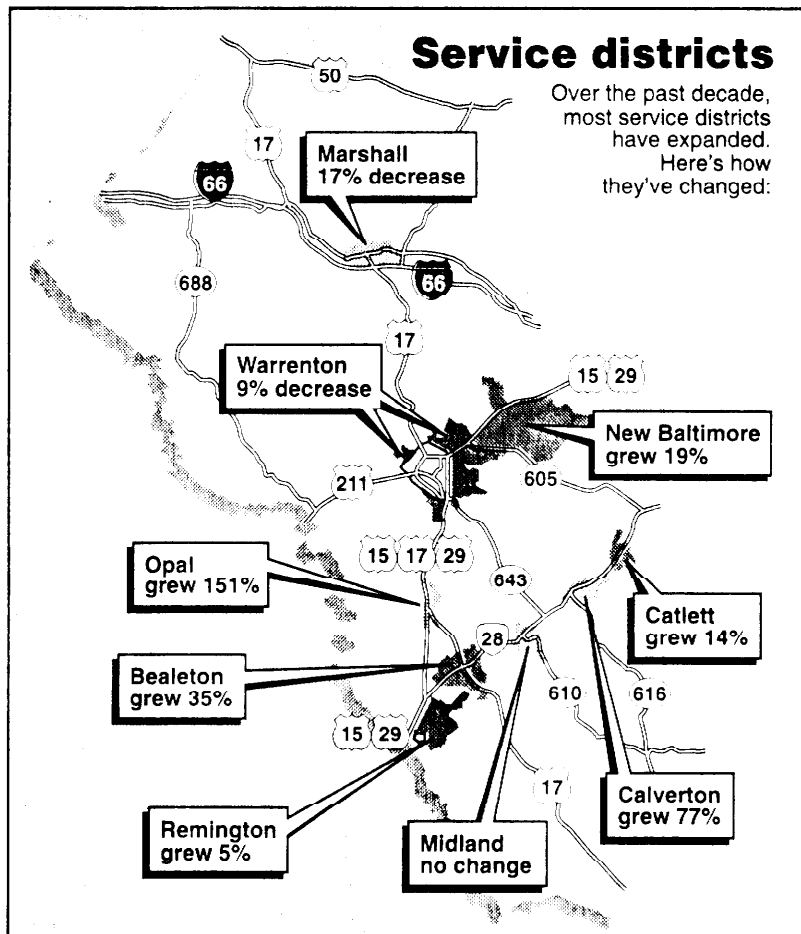 Service districts
Over the past decade,
most service districts
have expanded.
Here's how
they've changed:
50
17
Marshall
17% decrease
66
688
66
17
Warrenton
9% decrease
15 29
New Baltimore
grew 19%
211
605
15 17 29
Opal
grew 151%
643
Catlett
grew 14%
28
Bealeton
grew 35%
610
616
15 29
17
Calverton
grew 77%
Remington
grew 5%
Midland
no change